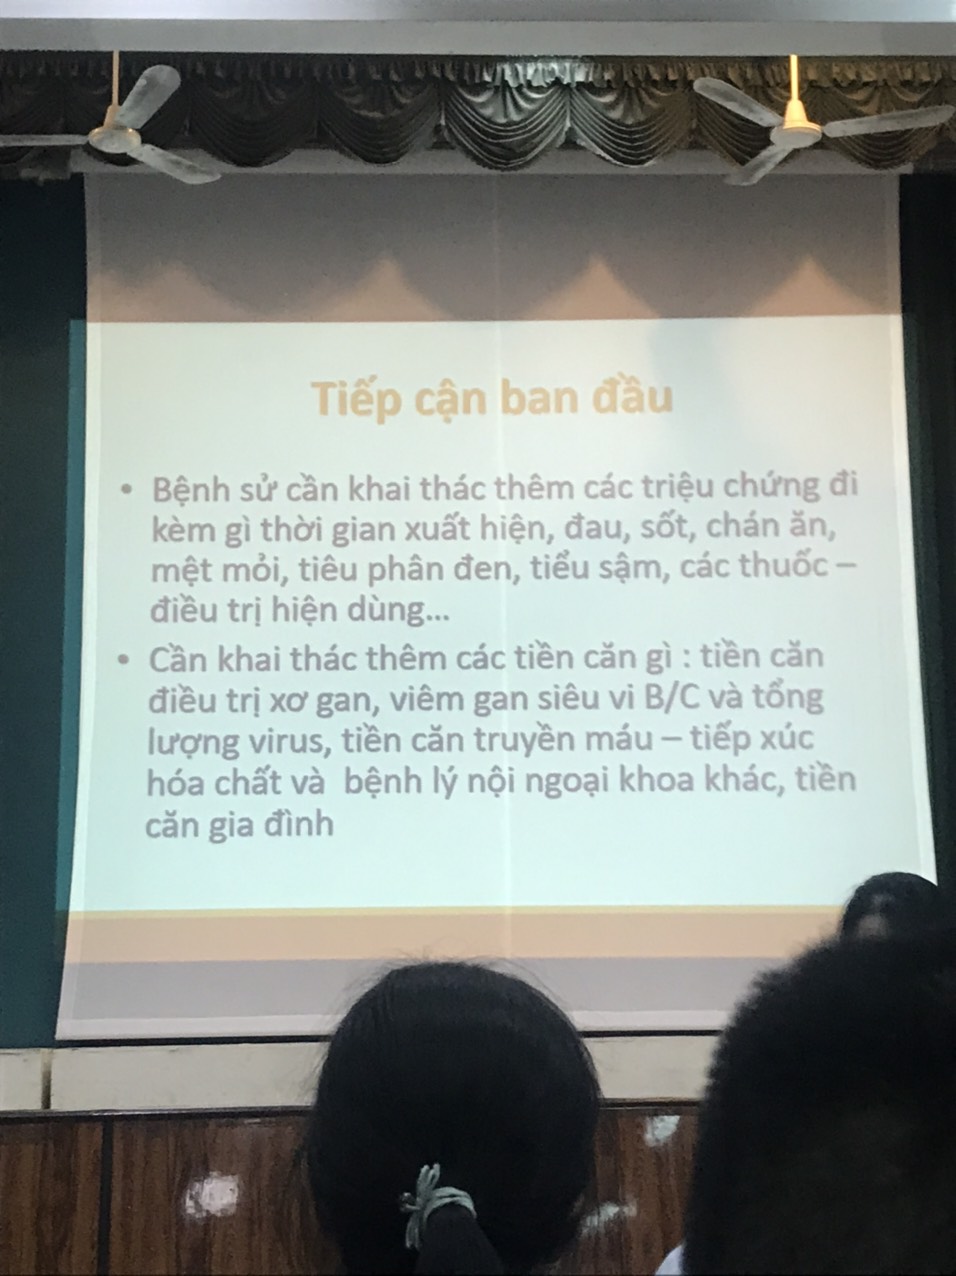 Tiếp cận ban đầu
• Bệnh sử cần khai thác thêm các triệu chứng đi
kèm gì thời gian xuất hiện, đau, sốt, chán ăn,
mệt mỏi, tiêu phân đen, tiểu sậm, các thuốc –
điều trị hiện dùng...
• Cần khai thác thêm các tiền căn gì : tiền căn
điều trị xơ gan, viêm gan siêu vi B/C và tổng
lượng virus, tiền căn truyền máu – tiếp xúc
hóa chất và bệnh lý nội ngoại khoa khác, tiền
căn gia đình